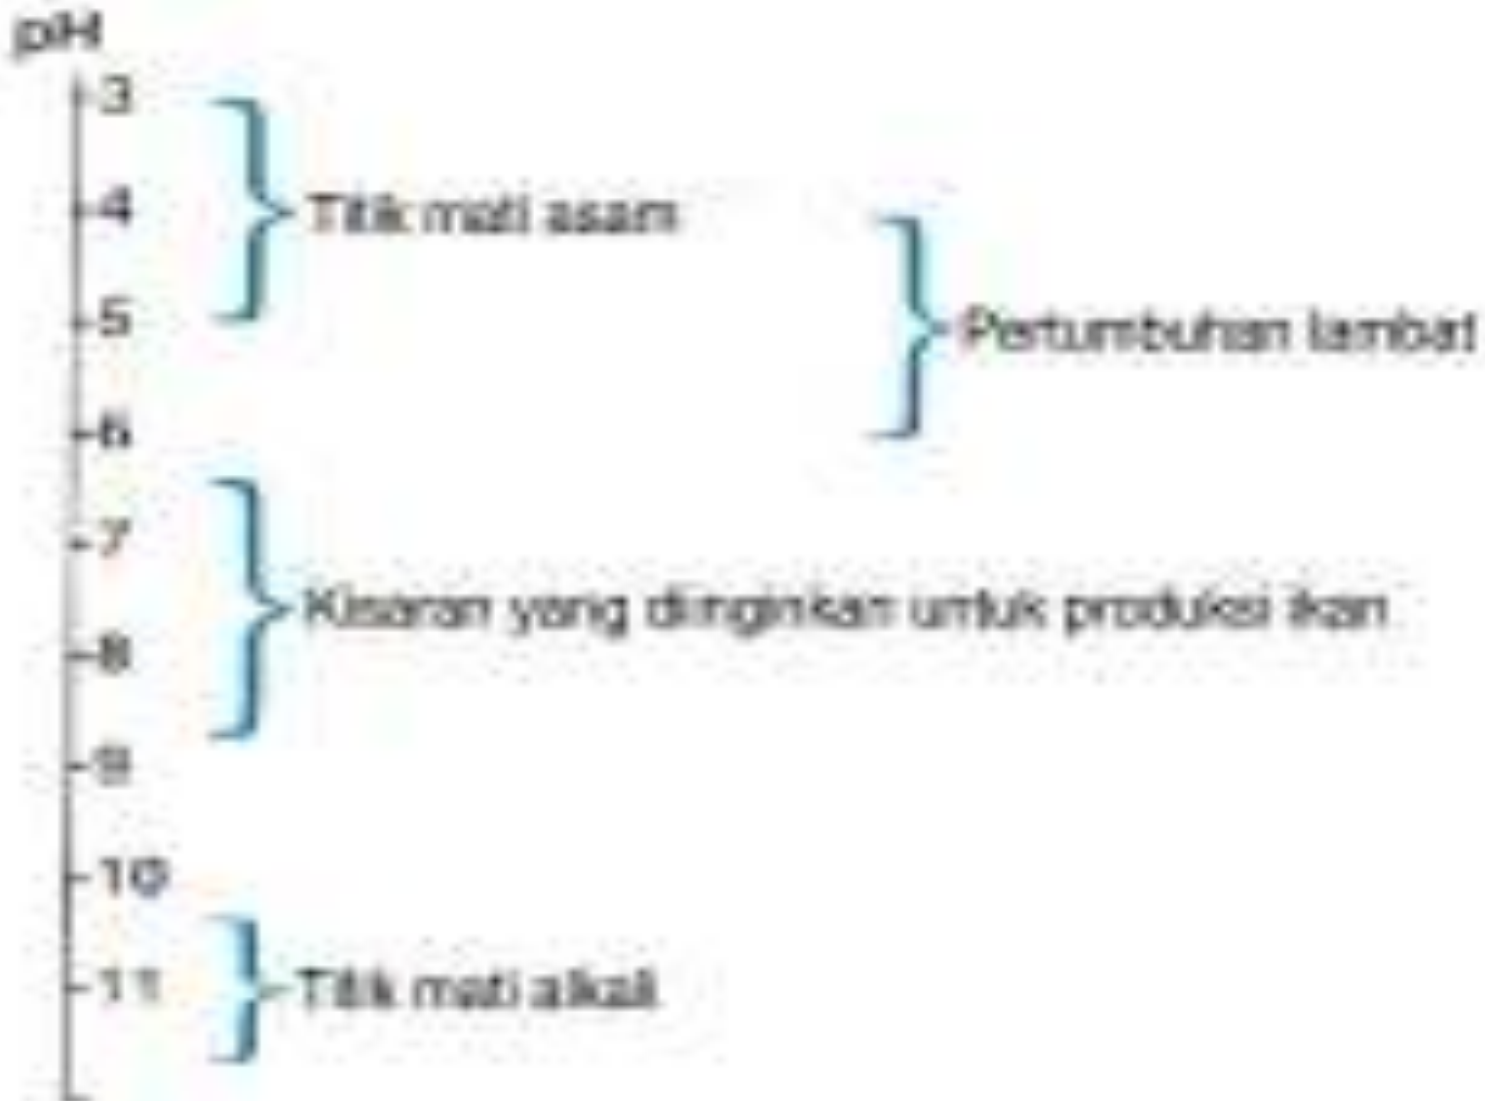 pH
3
4
Titik mati asam
5
Pertumbuhan lambat
6
7
Kisaran yang diinginkan untuk produksi ikan
8
9
10
11
Titik mati alkali